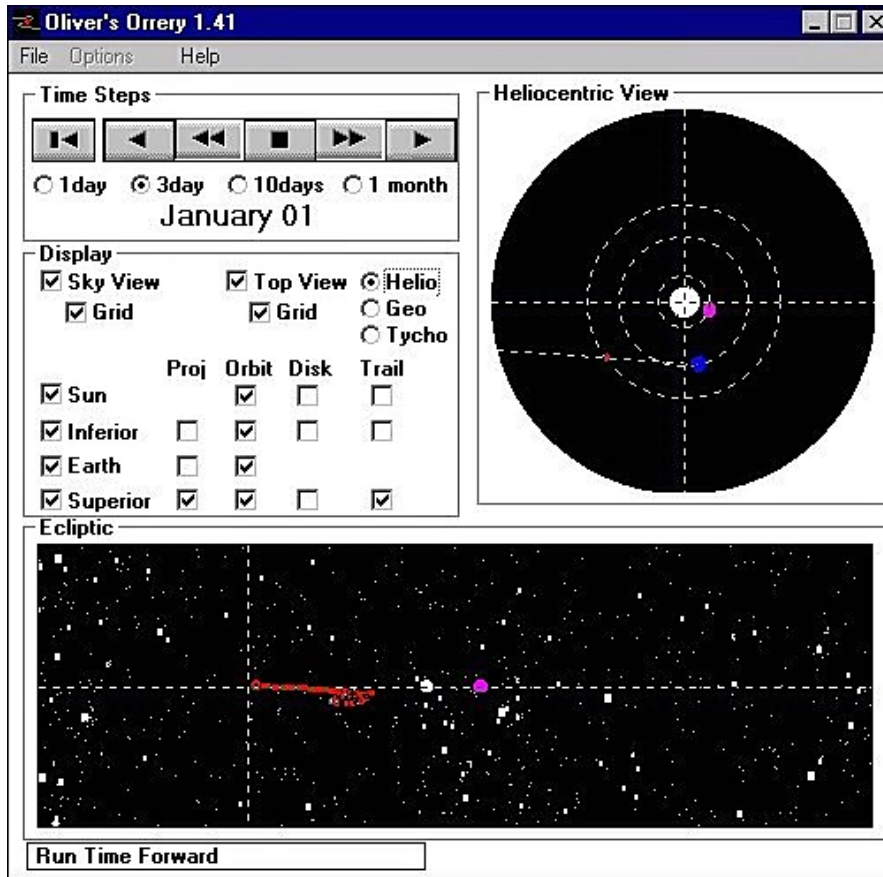 Oliver's Orrery 1.41
File Options Help
Time Steps
1day 3day 10days 1 month
January 01
Display
Sky View Top View Helio
Grid Grid Geo
Tycho
Proj Orbit Disk Trail
Sun
Inferior
Earth
Superior
Heliocentric View
Ecliptic
Run Time Forward